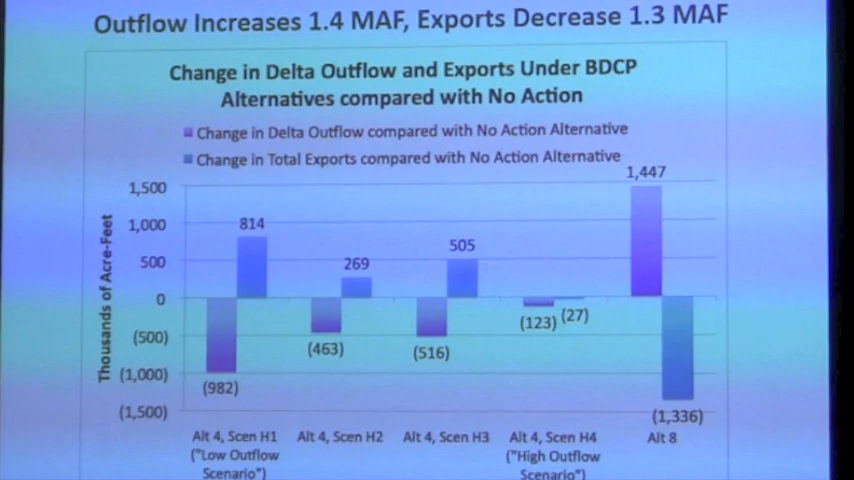 Outflow Increases 1.4 MAF, Exports Decrease 1.3 MAF
Change in Delta Outflow and Exports Under BDCP
Alternatives compared with No Action
Change in Delta Outflow compared with No Action Alternative
Change in Total Exports compared with No Action Alternative
Thousands of Acre-Feet
1,500
1,000
500
0
(500)
(1,000)
(1,500)
814
269
505
1,447
(982)
(463)
(516)
(123)
(27)
(1,336)
Alt 4, Scen H1
("Low Outflow
Scenario")
Alt 4, Scen H2
Alt 4, Scen H3
Alt 4, Scen H4
("High Outflow
Scenario")
Alt 8